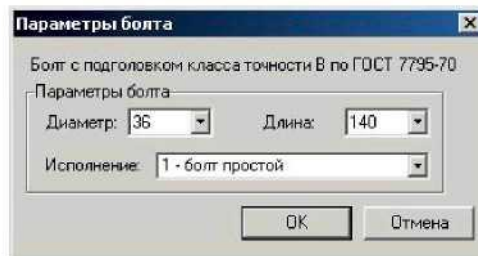 Параметры болта
Болт с подголовком класса точности В по ГОСТ 7795-70
Параметры болта
Диаметр: 36 Длина: 140
Исполнение: 1 - болт простой
OK Отмена